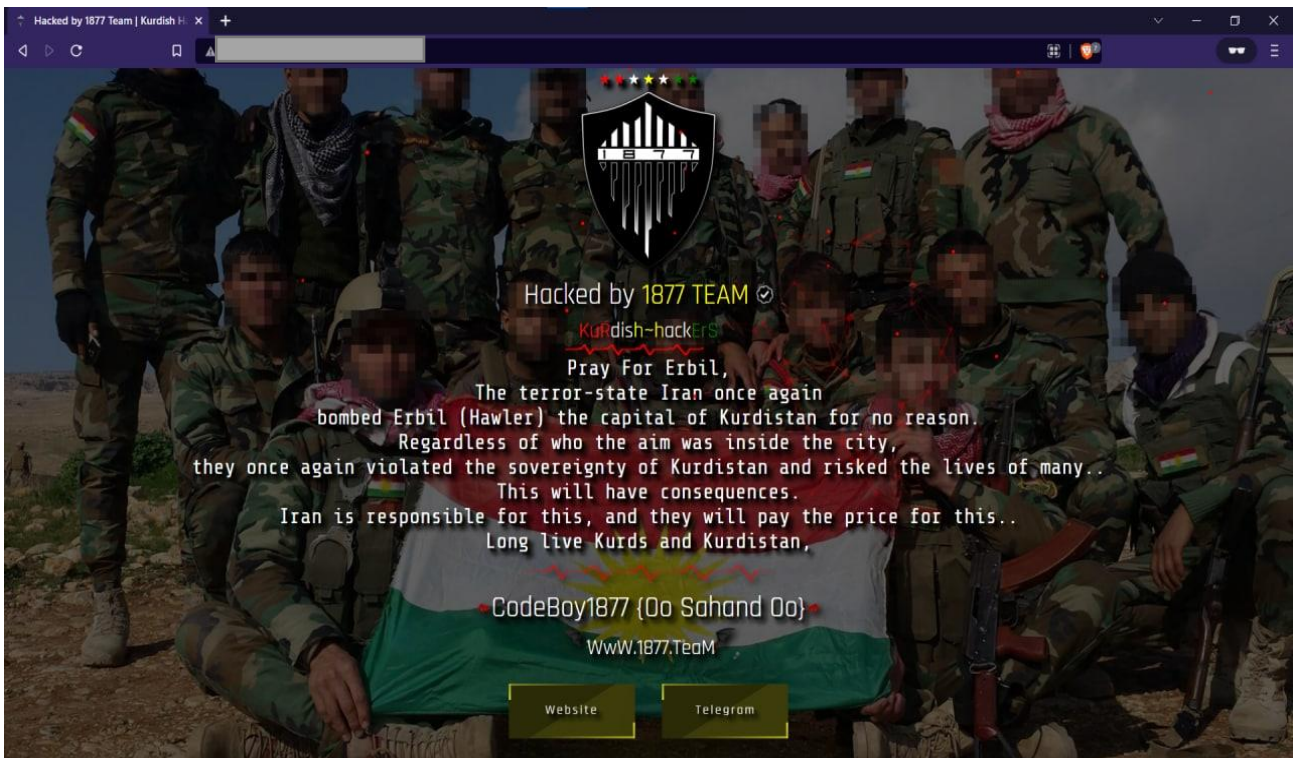 Hacked by 1877 Team | Kurdish H
1877
Hacked by 1877 TEAM
KuRdish~hackErS
Pray For Erbil,
The terror-state Iran once again
bombed Erbil (Hawler) the capital of Kurdistan for no reason.
Regardless of who the aim was inside the city,
they once again violated the sovereignty of Kurdistan and risked the lives of many..
This will have consequences.
Iran is responsible for this, and they will pay the price for this..
Long live Kurds and Kurdistan,
CodeBoy1877 {Oo Sahand Oo}
WwW.1877.TeaM
Website
Telegram